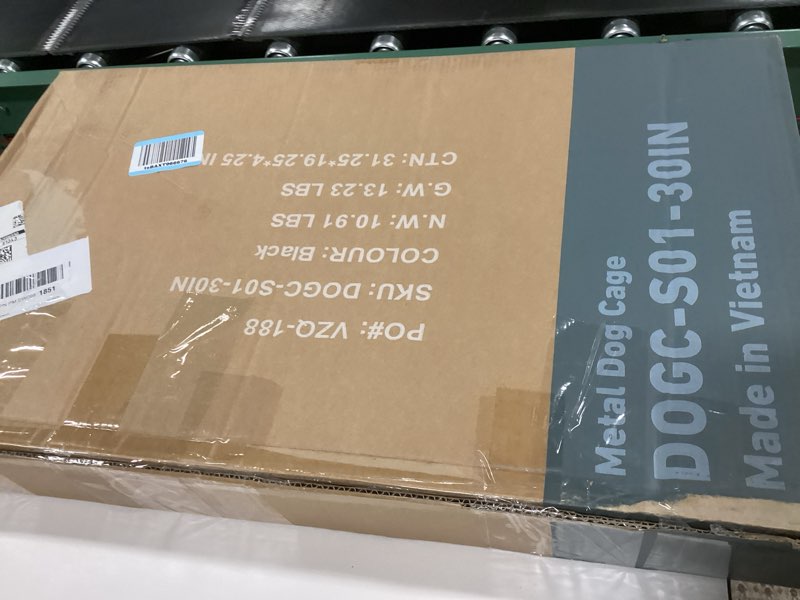 PO#: VZQ-188
SKU: DOGC-S01-30IN
COLOUR: Black
N.W: 10.91 LBS
G.W: 13.23 LBS
CTN: 31.25*19.25*4.25 IN
Metal Dog Cage
DOGC-S01-30IN
Made in Vietnam
1851